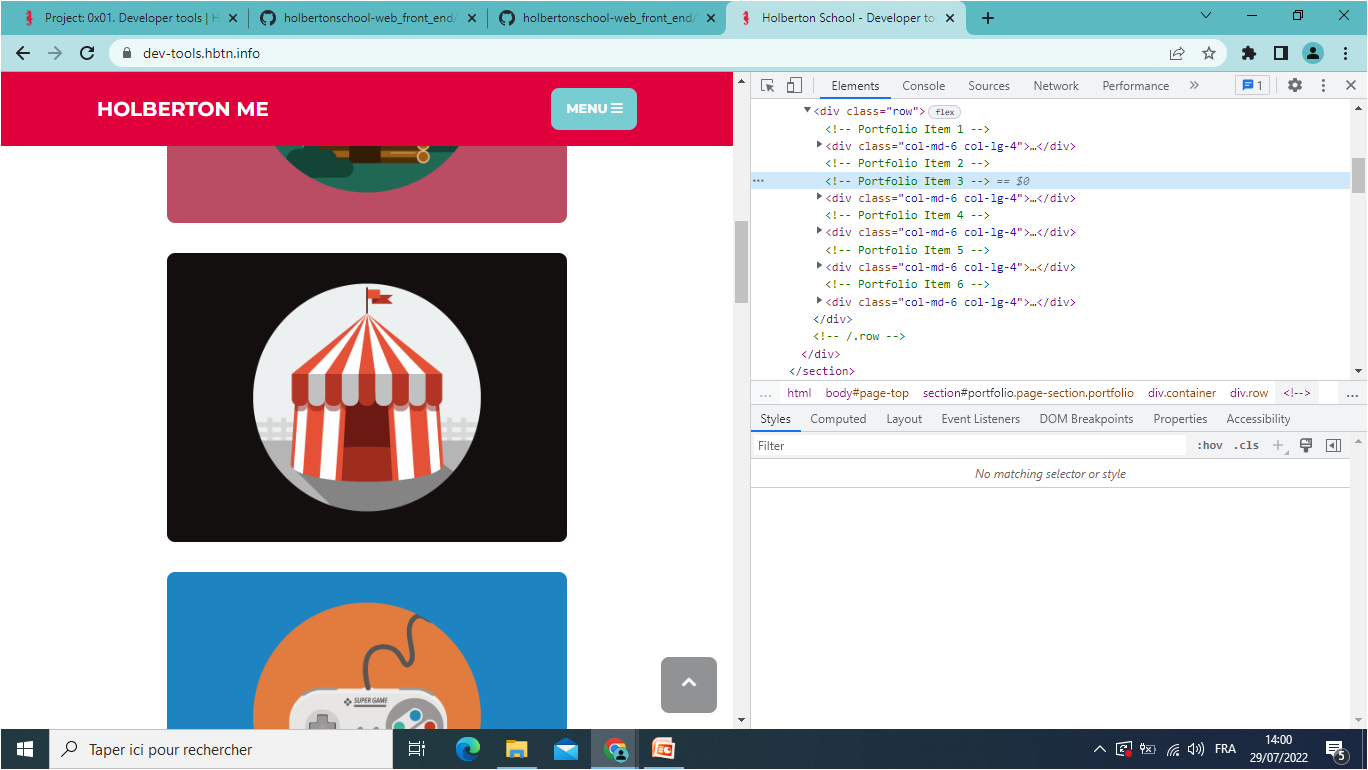 Project: 0x01. Developer tools | H
holbertonschool-web_front_end/
holbertonschool-web_front_end/
Holberton School - Developer to
dev-tools.hbtn.info
HOLBERTON ME
MENU
SUPER GAME
Elements Console Sources Network Performance » 1
<div class="row"> flex
<!-- Portfolio Item 1 -->
<div class="col-md-6 col-lg-4">…</div>
<!-- Portfolio Item 2 -->
<!-- Portfolio Item 3 --> == $0
<div class="col-md-6 col-lg-4">…</div>
<!-- Portfolio Item 4 -->
<div class="col-md-6 col-lg-4">…</div>
<!-- Portfolio Item 5 -->
<div class="col-md-6 col-lg-4">…</div>
<!-- Portfolio Item 6 -->
<div class="col-md-6 col-lg-4">…</div>
</div>
<!-- /.row -->
</div>
</section>
... html body#page-top section#portfolio.page-section.portfolio div.container div.row <!--> ...
Styles Computed Layout Event Listeners DOM Breakpoints Properties Accessibility
Filter :hov .cls +
No matching selector or style
Taper ici pour rechercher
FRA
14:00
29/07/2022
5